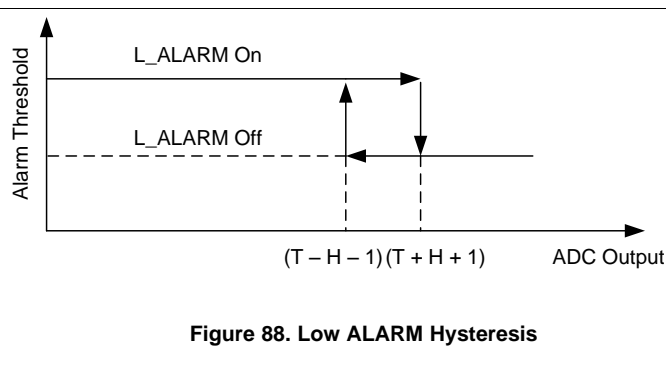 Alarm Threshold
L_ALARM On
L_ALARM Off
(T – H – 1) (T + H + 1) ADC Output
Figure 88. Low ALARM Hysteresis